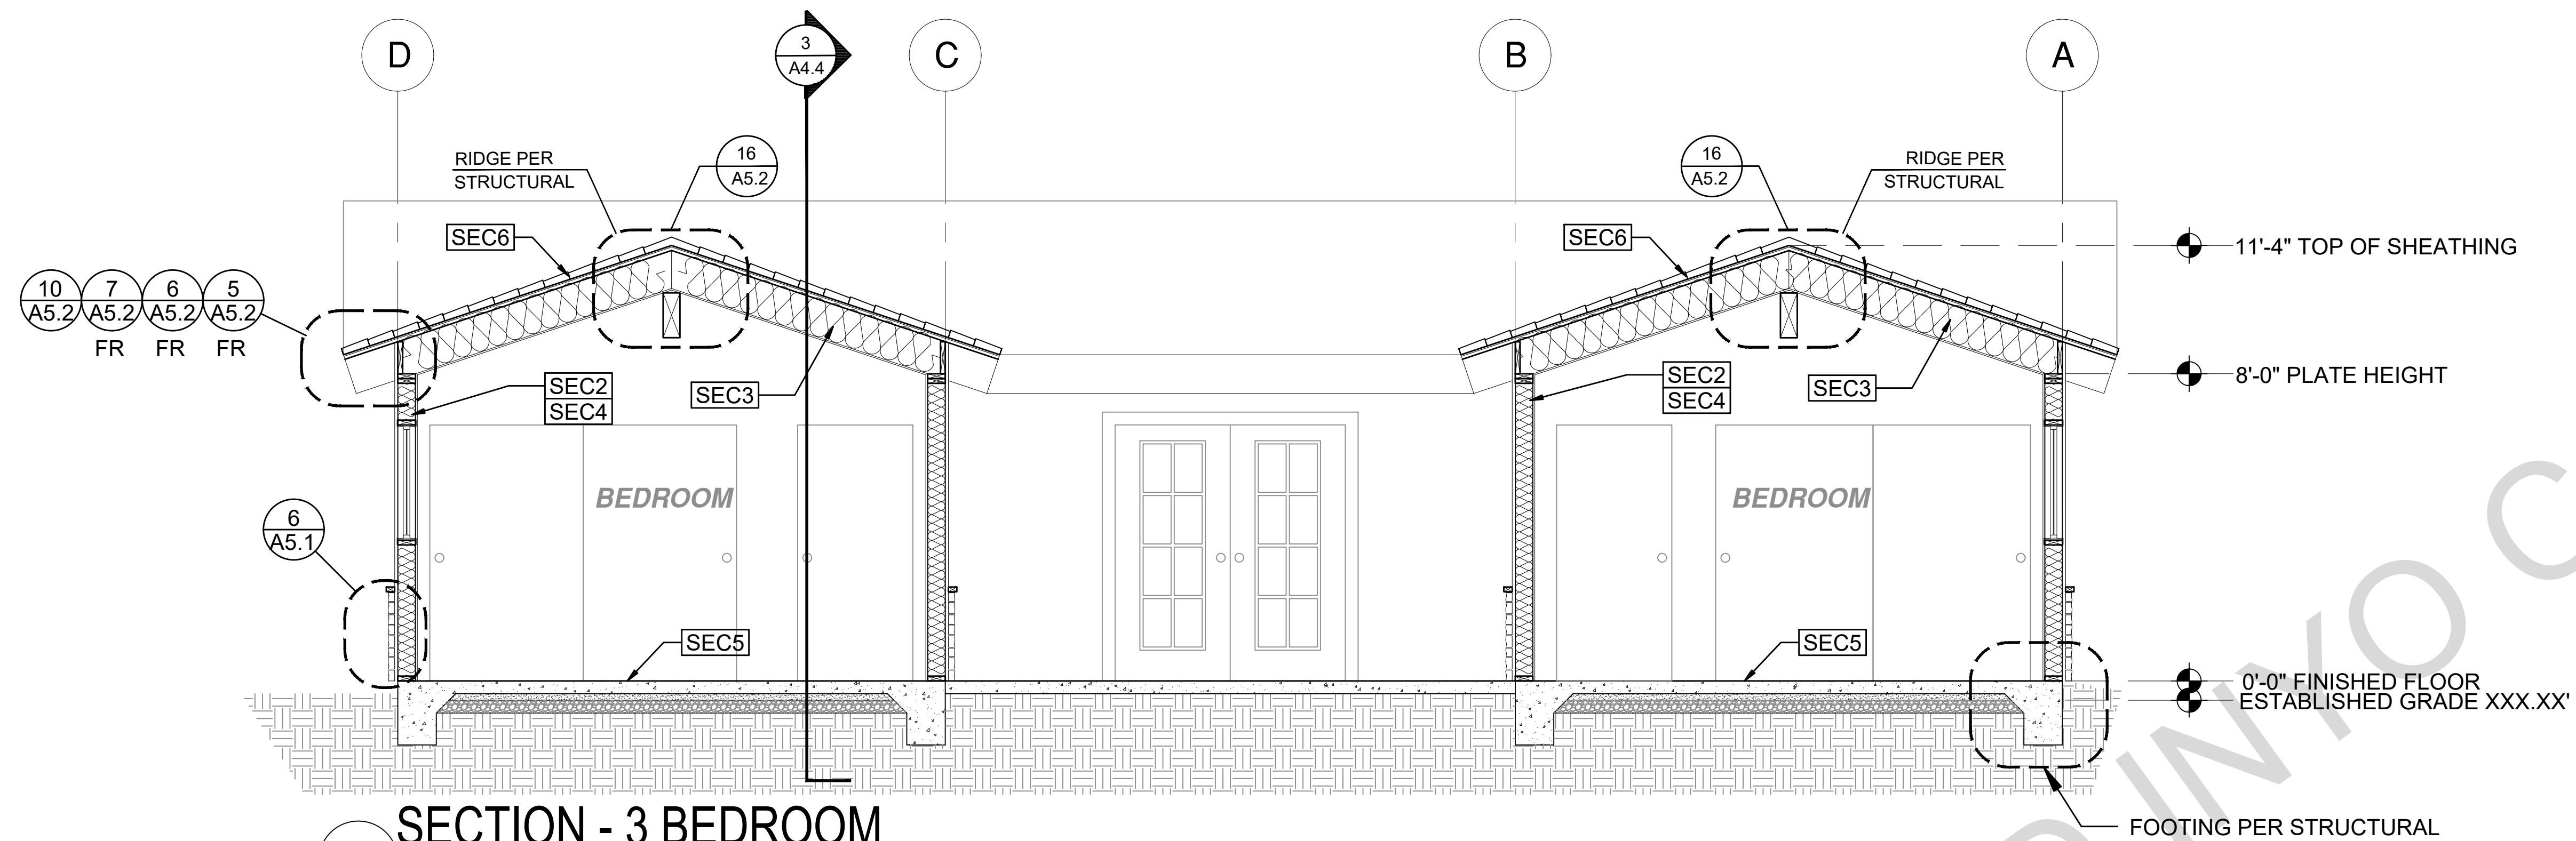 D
3
A4.4
C
B
A
RIDGE PER
STRUCTURAL
16
A5.2
16
A5.2
RIDGE PER
STRUCTURAL
SEC6
SEC6
11'-4" TOP OF SHEATHING
10
A5.2
7
A5.2
FR
6
A5.2
FR
5
A5.2
FR
SEC2
SEC4
SEC3
SEC2
SEC4
SEC3
8'-0" PLATE HEIGHT
BEDROOM
BEDROOM
6
A5.1
SEC5
SEC5
0'-0" FINISHED FLOOR
ESTABLISHED GRADE XXX.XX'
FOOTING PER STRUCTURAL
SECTION - 3 BEDROOM
INYO C